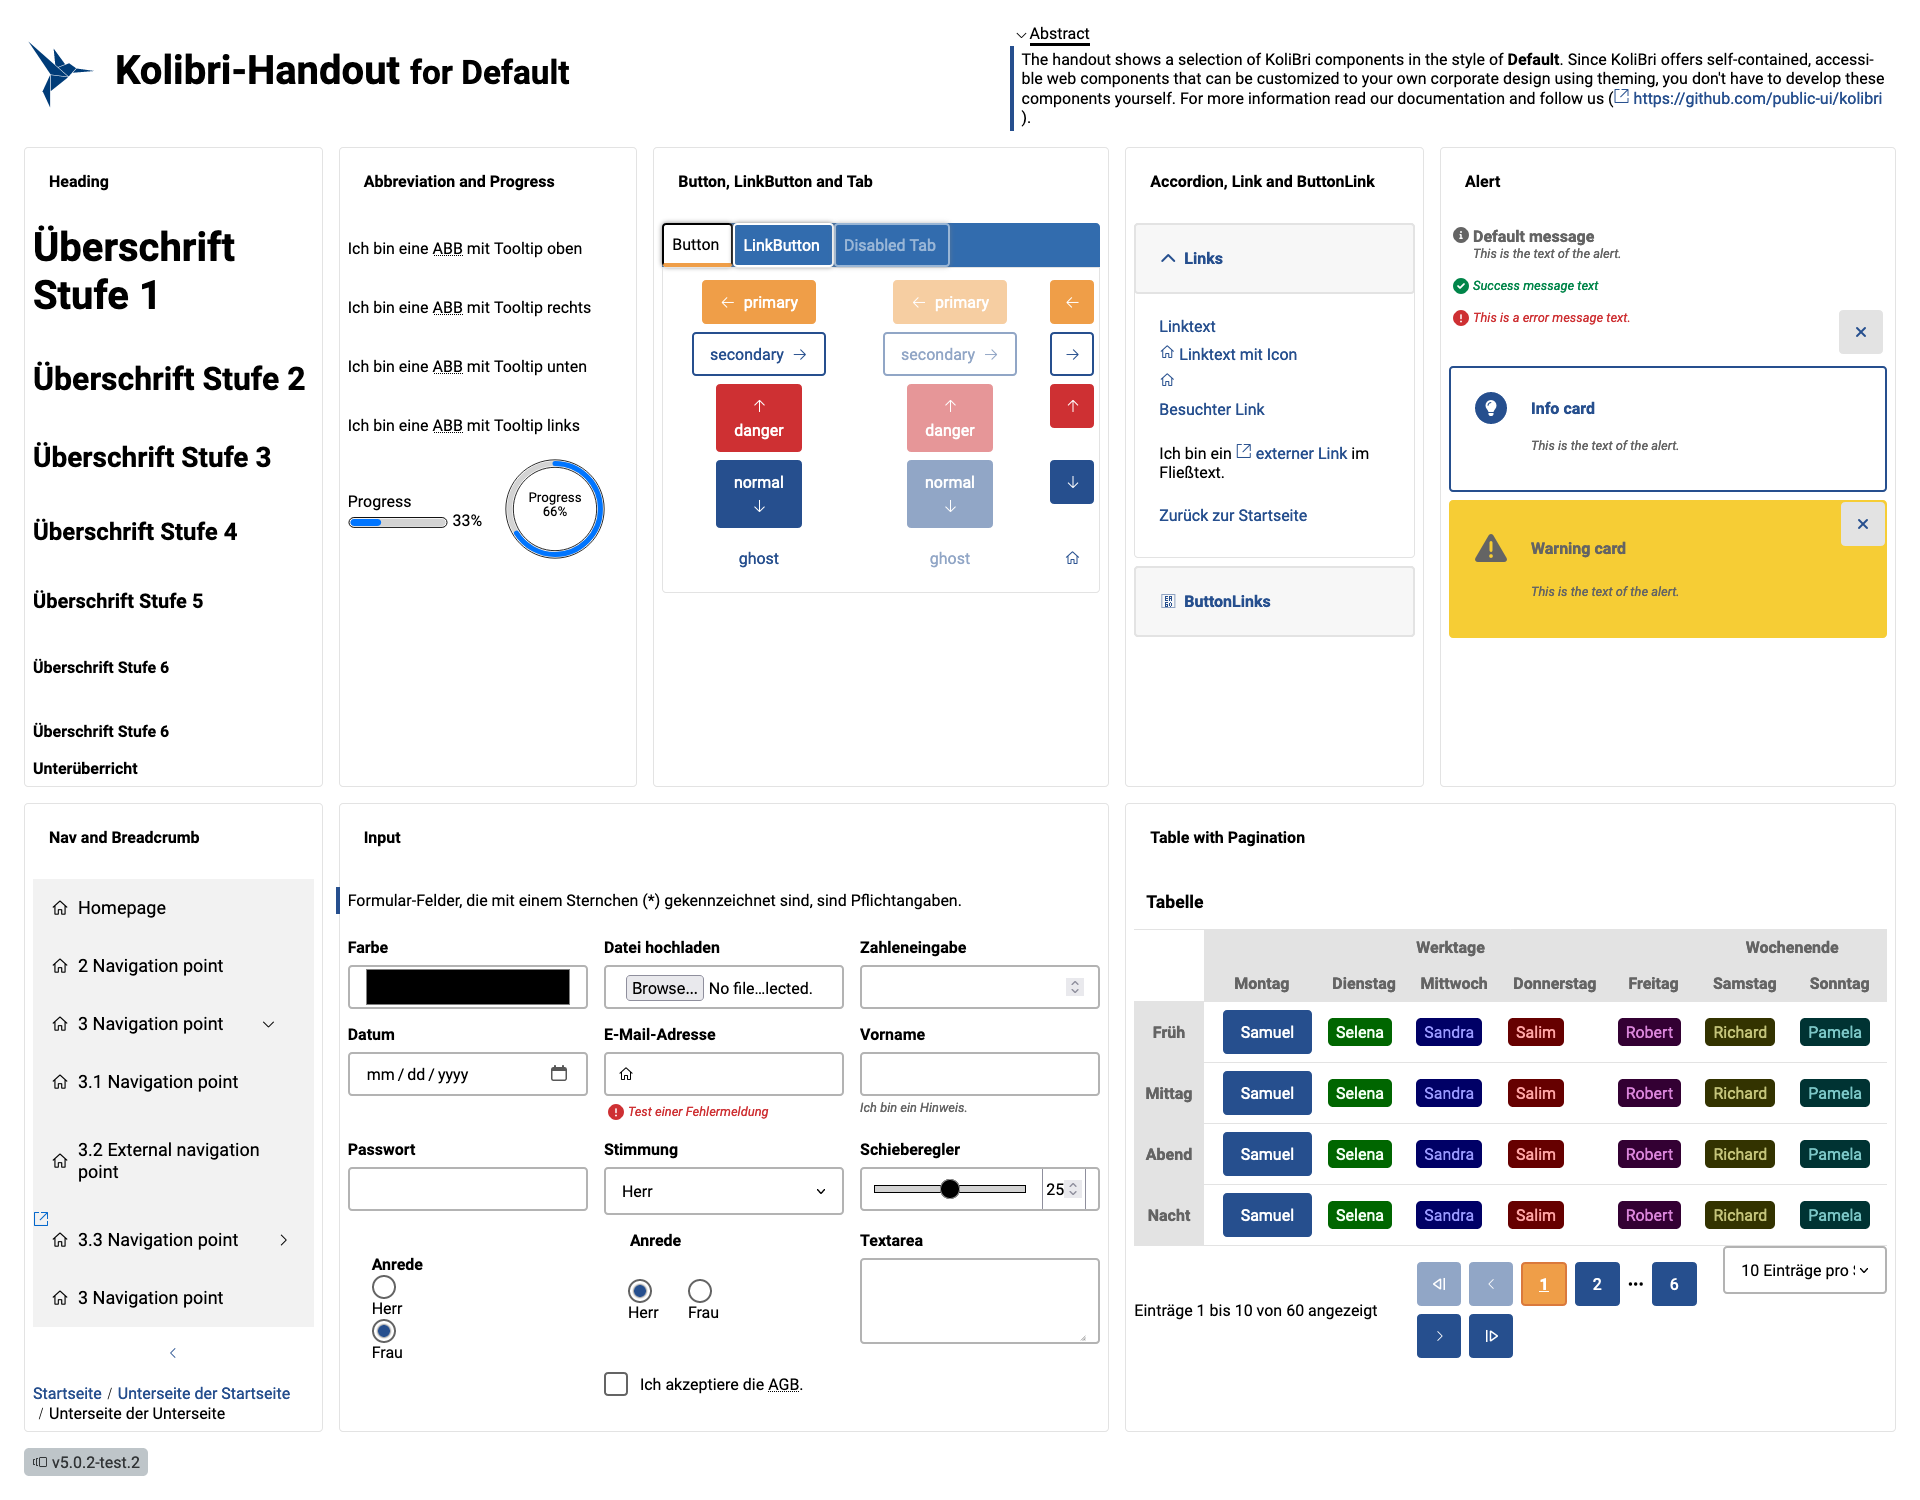 Kolibri-Handout for Default
Abstract
The handout shows a selection of KoliBri components in the style of Default. Since KoliBri offers self-contained, accessi-
ble web components that can be customized to your own corporate design using theming, you don't have to develop these
components yourself. For more information read our documentation and follow us ( https://github.com/public-ui/kolibri
).
Heading
Überschrift
Stufe 1
Überschrift Stufe 2
Überschrift Stufe 3
Überschrift Stufe 4
Überschrift Stufe 5
Überschrift Stufe 6
Überschrift Stufe 6
Unterüberricht
Abbreviation and Progress
Ich bin eine ABB mit Tooltip oben
Ich bin eine ABB mit Tooltip rechts
Ich bin eine ABB mit Tooltip unten
Ich bin eine ABB mit Tooltip links
Progress
33%
Progress
66%
Button, LinkButton and Tab
Button LinkButton Disabled Tab
primary primary
secondary secondary
danger danger
normal normal
ghost ghost
Accordion, Link and ButtonLink
Links
Linktext
Linktext mit Icon
Besuchter Link
Ich bin ein externer Link im
Fließtext.
Zurück zur Startseite
ButtonLinks
Alert
Default message
This is the text of the alert.
Success message text
This is a error message text.
Info card
This is the text of the alert.
Warning card
This is the text of the alert.
Nav and Breadcrumb
Homepage
2 Navigation point
3 Navigation point
3.1 Navigation point
3.2 External navigation
point
3.3 Navigation point
3 Navigation point
Startseite / Unterseite der Startseite
/ Unterseite der Unterseite
Input
Formular-Felder, die mit einem Sternchen (*) gekennzeichnet sind, sind Pflichtangaben.
Farbe Datei hochladen Zahleneingabe
Browse... No file...lected.
Datum E-Mail-Adresse Vorname
mm / dd / yyyy
Test einer Fehlermeldung
Ich bin ein Hinweis.
Passwort Stimmung Schieberegler
Herr
25
Anrede
Herr
Frau
Anrede
Herr Frau
Textarea
Ich akzeptiere die AGB.
Table with Pagination
Tabelle
Werktage Wochenende
Montag Dienstag Mittwoch Donnerstag Freitag Samstag Sonntag
Früh Samuel Selena Sandra Salim Robert Richard Pamela
Mittag Samuel Selena Sandra Salim Robert Richard Pamela
Abend Samuel Selena Sandra Salim Robert Richard Pamela
Nacht Samuel Selena Sandra Salim Robert Richard Pamela
Einträge 1 bis 10 von 60 angezeigt
1 2 ••• 6
10 Einträge pro
v5.0.2-test.2